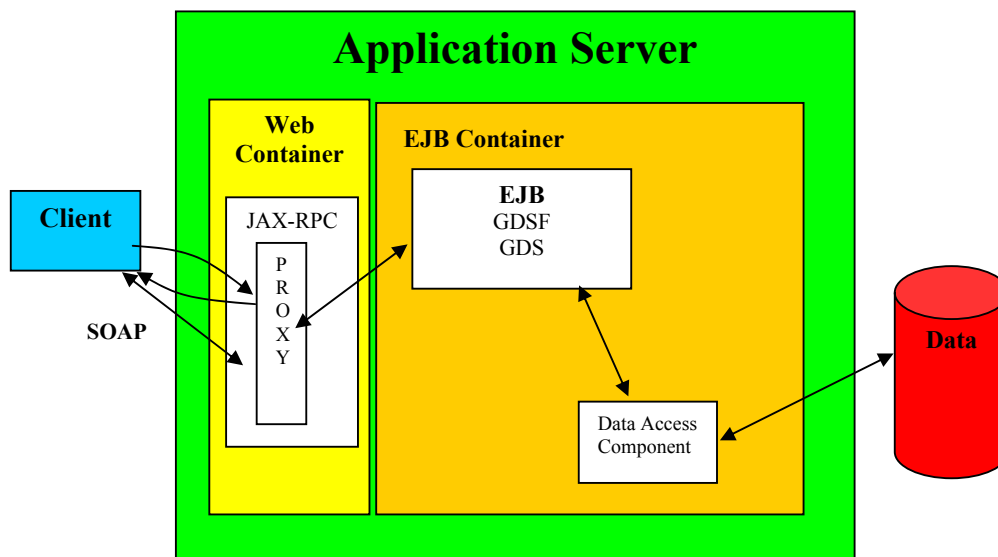 Application Server
Web
Container
EJB Container
Client
JAX-RPC
P
R
O
X
Y
SOAP
EJB
GDSF
GDS
Data Access
Component
Data